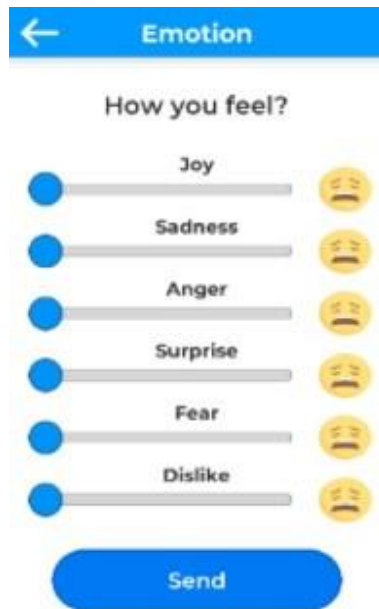 Emotion
How you feel?
Joy
Sadness
Anger
Surprise
Fear
Dislike
Send